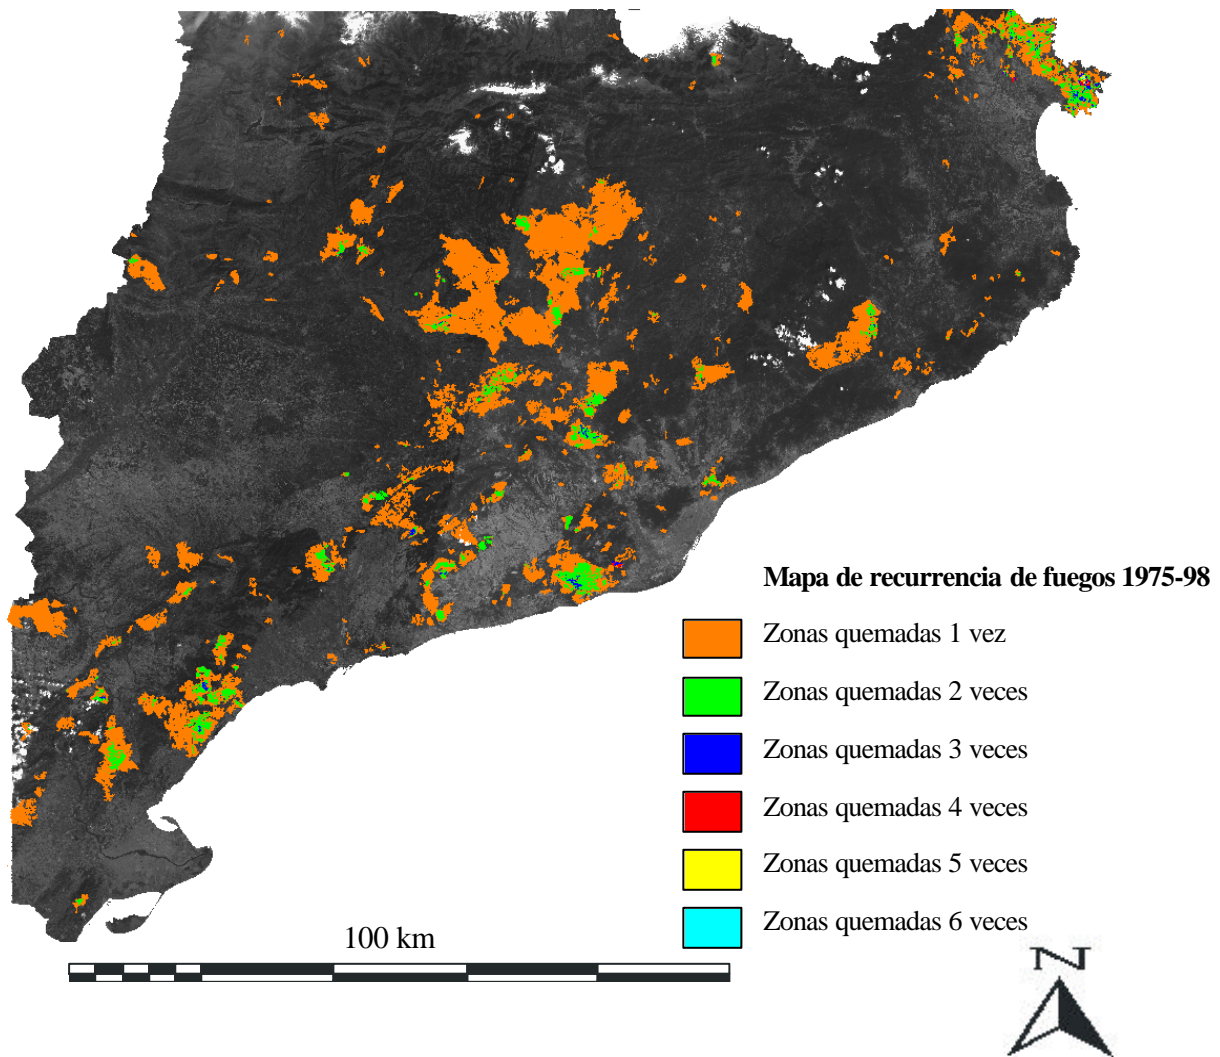 Mapa de recurrencia de fuegos 1975-98
Zonas quemadas 1 vez
Zonas quemadas 2 veces
Zonas quemadas 3 veces
Zonas quemadas 4 veces
Zonas quemadas 5 veces
Zonas quemadas 6 veces
100 km
N